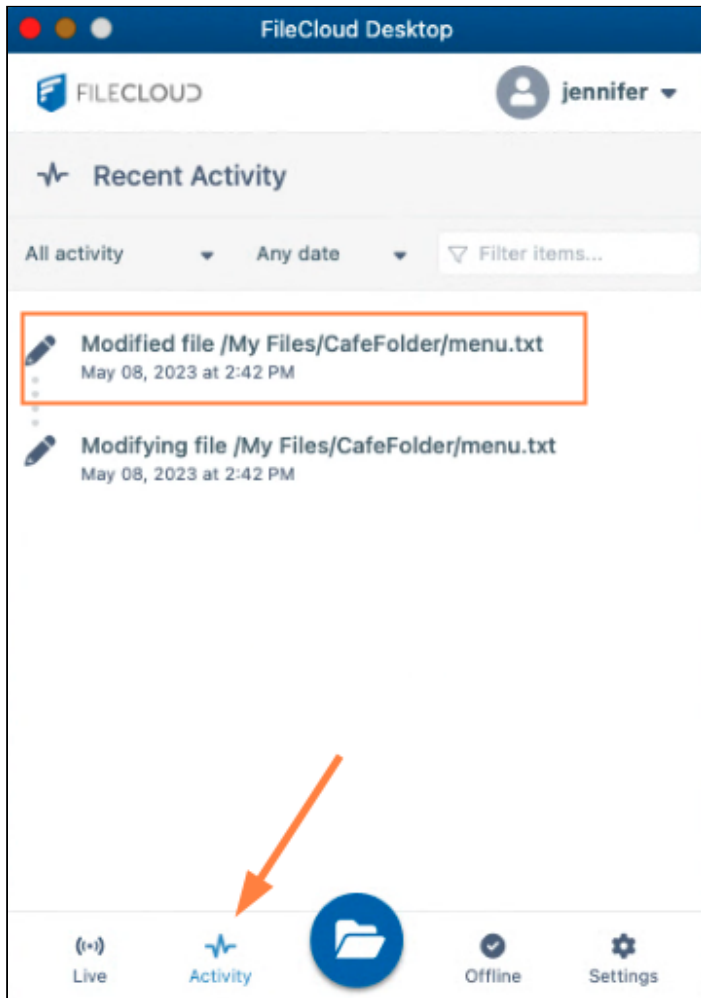 FileCloud Desktop
FILECLOUD
jennifer
Recent Activity
All activity Any date Filter items...
Modified file /My Files/CafeFolder/menu.txt
May 08, 2023 at 2:42 PM
Modifying file /My Files/CafeFolder/menu.txt
May 08, 2023 at 2:42 PM
Live Activity Offline Settings